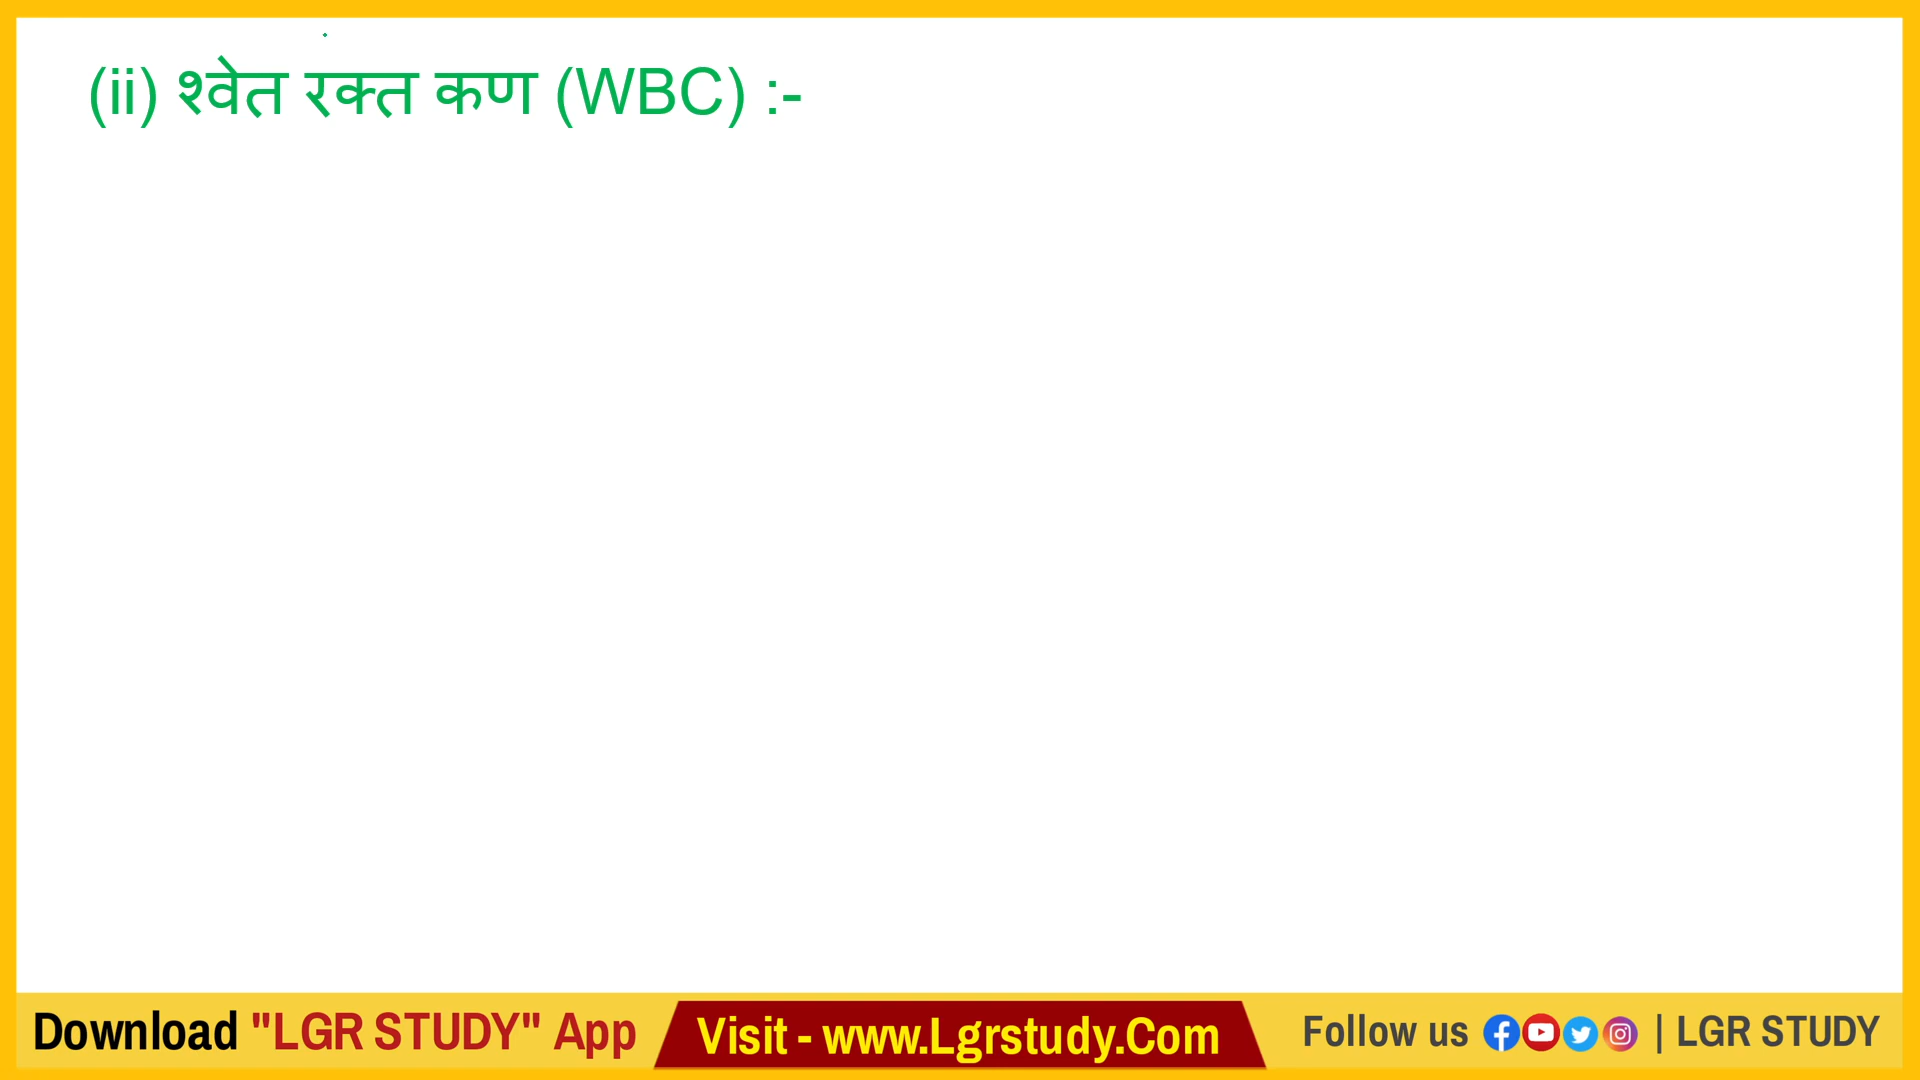 (ii) श्वेत रक्त कण (WBC) :-
Download "LGR STUDY" App
Visit - www.Lgrstudy.Com
Follow us | LGR STUDY